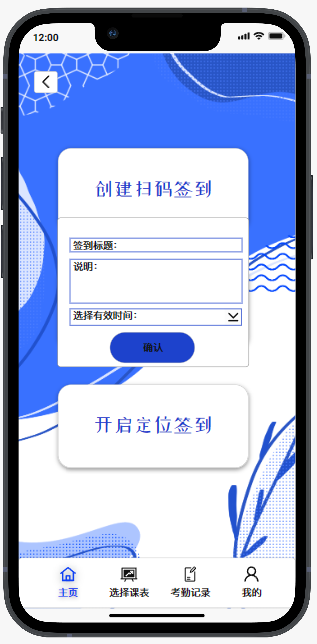 12:00
创建扫码签到
签到标题：
说明：
选择有效时间：
确认
开启定位签到
主页
选择课表
考勤记录
我的